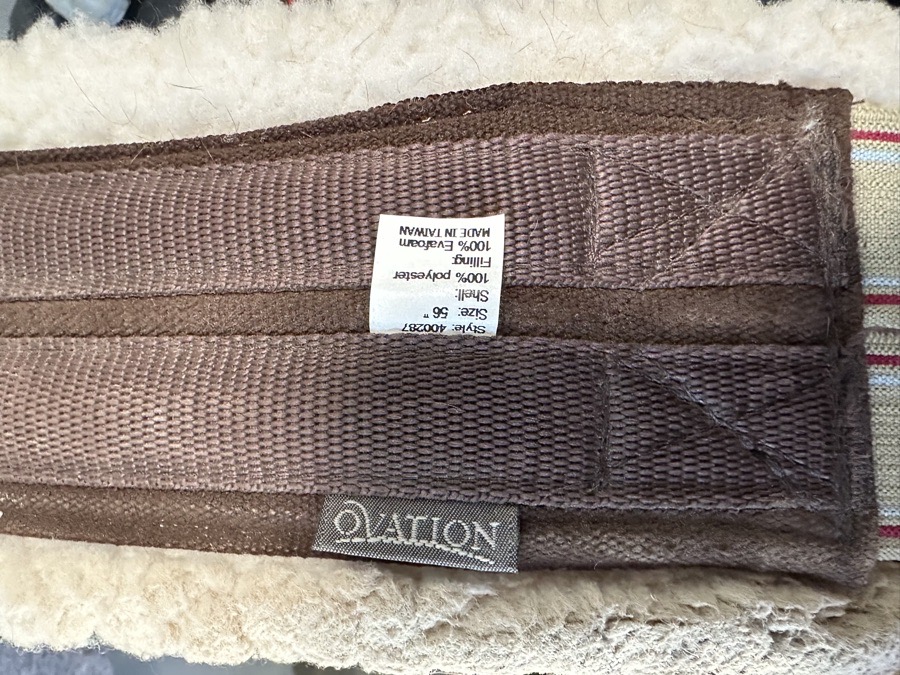 Style: 400287
Size: 56 "
Shell:
100% polyester
Filling:
100% Evafoam
MADE IN TAIWAN
OVATION